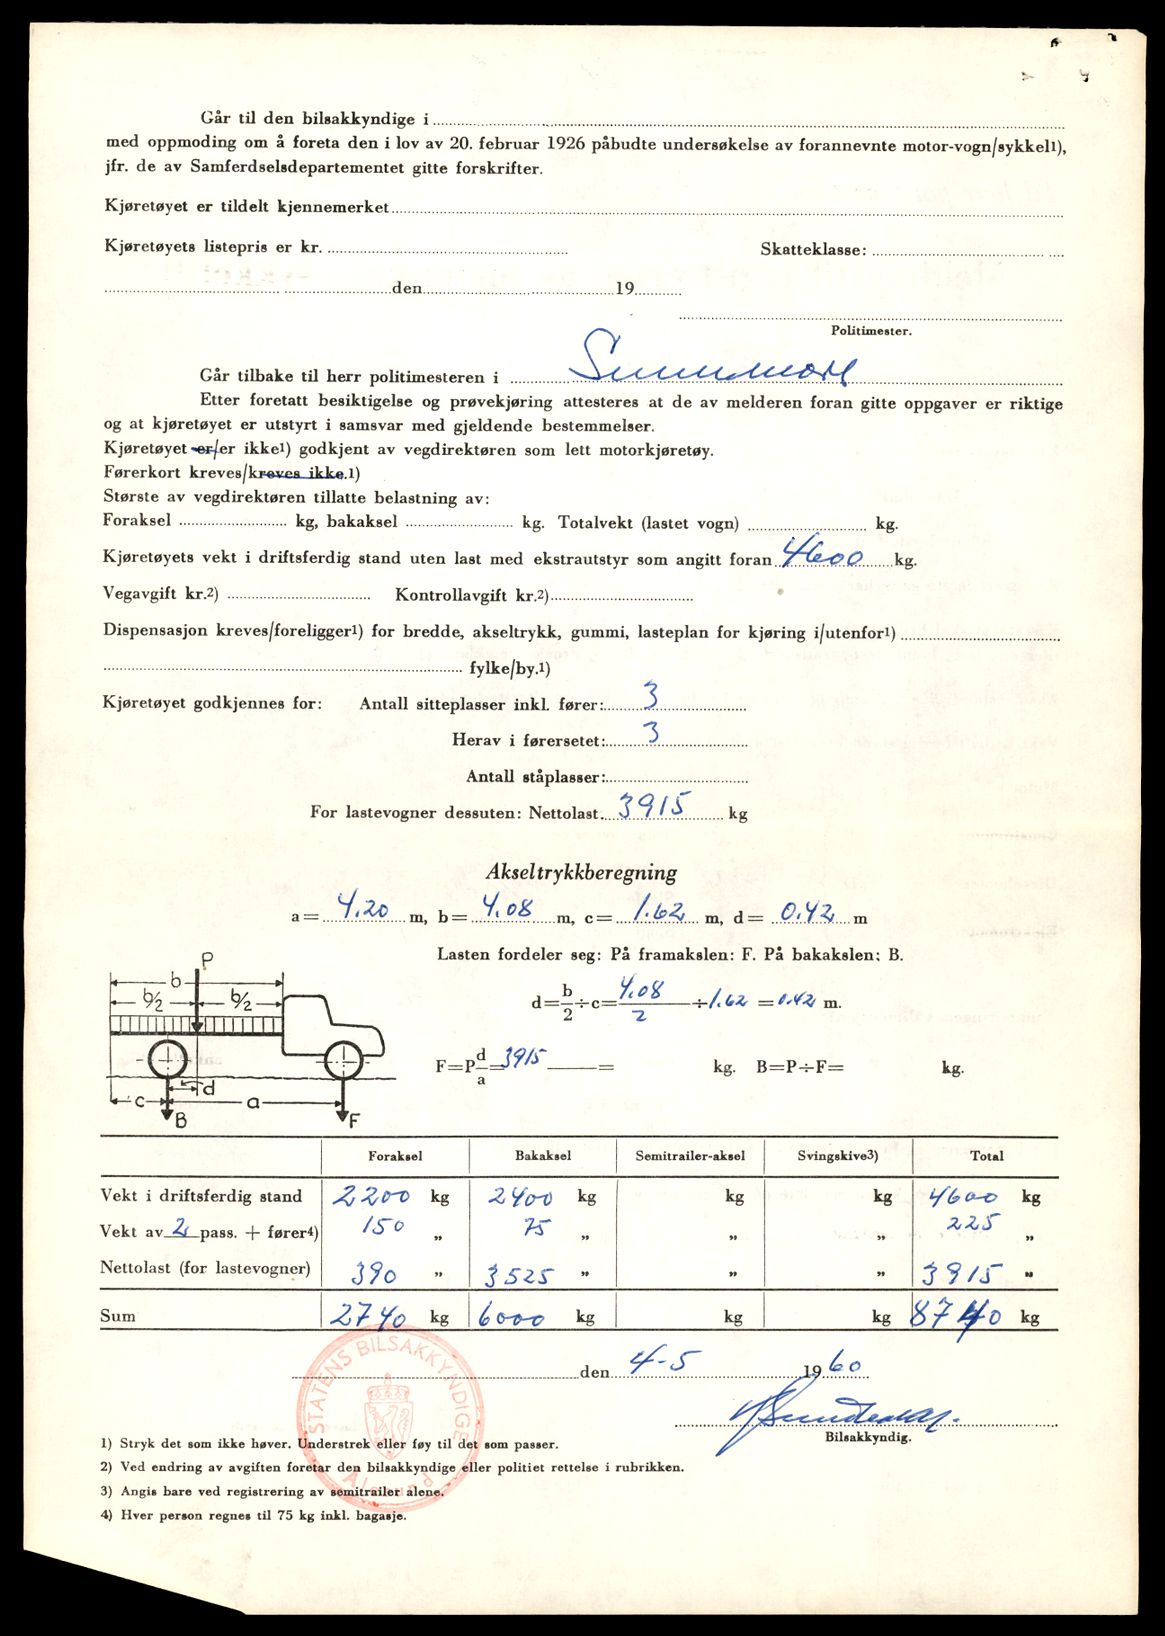 Går til den bilsakkyndige i
med oppmoding om å foreta den i lov av 20. februar 1926 påbudte undersøkelse av forannevnte motor-vogn/sykkel1),
jfr. de av Samferdselsdepartementet gitte forskrifter.
Kjøretøyet er tildelt kjennemerket
Kjøretøyets listepris er kr. Skatteklasse:
den 19
Politimester.
Går tilbake til herr politimesteren i Sunnmøre
Etter foretatt besiktigelse og prøvekjøring attesteres at de av melderen foran gitte oppgaver er riktige
og at kjøretøyet er utstyrt i samsvar med gjeldende bestemmelser.
Kjøretøyet er/er ikke1) godkjent av vegdirektøren som lett motorkjøretøy.
Førerkort kreves/kreves ikke.1)
Største av vegdirektøren tillatte belastning av:
Foraksel kg, bakaksel kg. Totalvekt (lastet vogn) kg.
Kjøretøyets vekt i driftsferdig stand uten last med ekstrautstyr som angitt foran 4600 kg.
Vegavgift kr.2) Kontrollavgift kr.2)
Dispensasjon kreves/foreligger1) for bredde, akseltrykk, gummi, lasteplan for kjøring i/utenfor1)
fylke/by.1)
Kjøretøyet godkjennes for: Antall sitteplasser inkl. fører: 3
Herav i førersetet: 3
Antall ståplasser:
For lastevogner dessuten: Nettolast. 3915 kg
Akseltrykkberegning
a = 4.20 m, b = 4.08 m, c = 1.62 m, d = 0.42 m
Lasten fordeler seg: På framakslen: F. På bakakslen: B.
d = b/2 ÷ c = 4.08/2 ÷ 1.62 = 0.42 m.
F = P d/a = 3915 = kg. B = P ÷ F = kg.
P
b
b/2 b/2
d
c a
B F
Foraksel Bakaksel Semitrailer-aksel Svingskive3) Total
Vekt i driftsferdig stand 2200 kg 2400 kg kg kg 4600 kg
Vekt av 2 pass. + fører4) 150 „ 75 „ „ „ 225 „
Nettolast (for lastevogner) 390 „ 3525 „ „ „ 3915 „
Sum 2740 kg 6000 kg kg kg 8740 kg
den 4-5 1960
Bilsakkyndig.
STATENS BILSAKKYNDIGE
1) Stryk det som ikke høver. Understrek eller føy til det som passer.
2) Ved endring av avgiften foretar den bilsakkyndige eller politiet rettelse i rubrikken.
3) Angis bare ved registrering av semitrailer alene.
4) Hver person regnes til 75 kg inkl. bagasje.